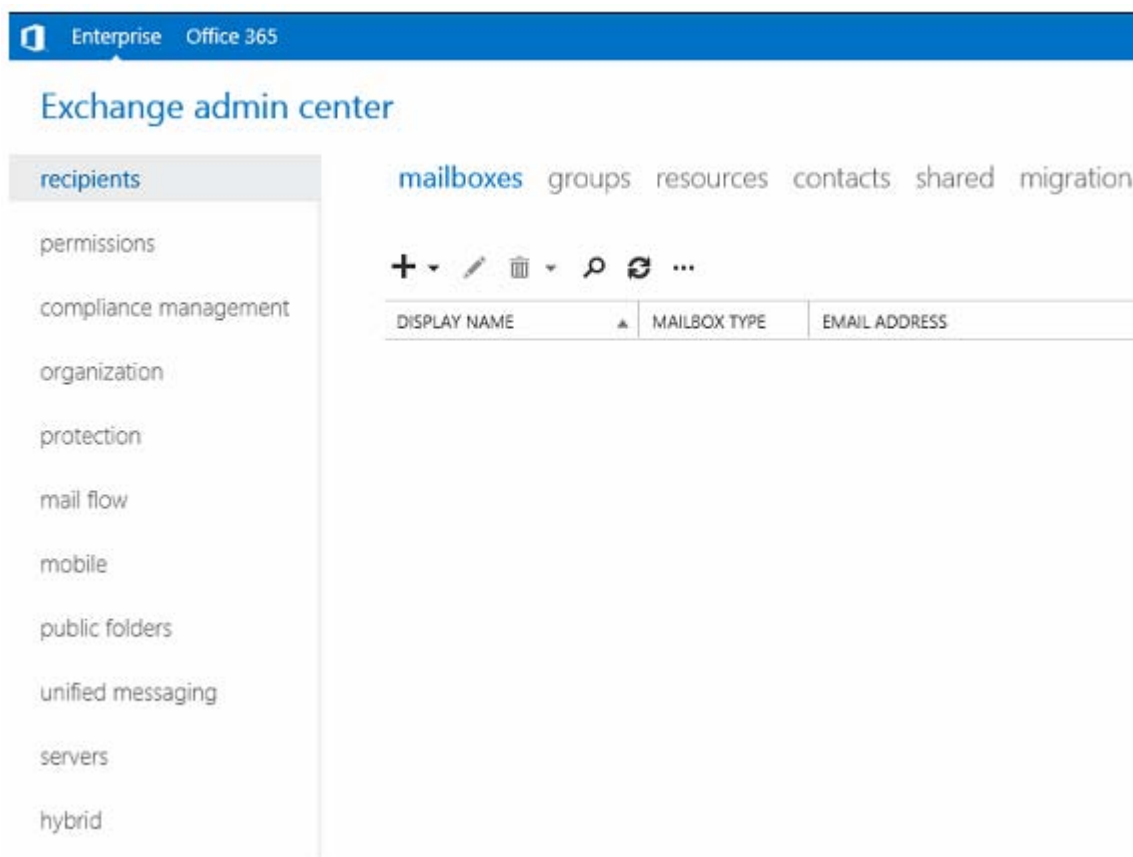 Enterprise Office 365
Exchange admin center
recipients
permissions
compliance management
organization
protection
mail flow
mobile
public folders
unified messaging
servers
hybrid
mailboxes groups resources contacts shared migration
DISPLAY NAME MAILBOX TYPE EMAIL ADDRESS